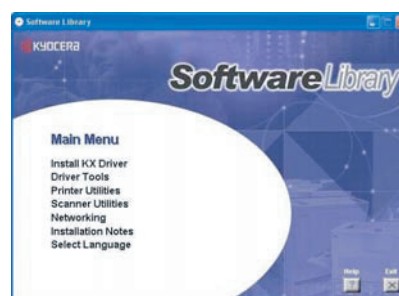 Software Library
KYOCERA
SoftwareLibrary
Main Menu
Install KX Driver
Driver Tools
Printer Utilities
Scanner Utilities
Networking
Installation Notes
Select Language
Help Exit